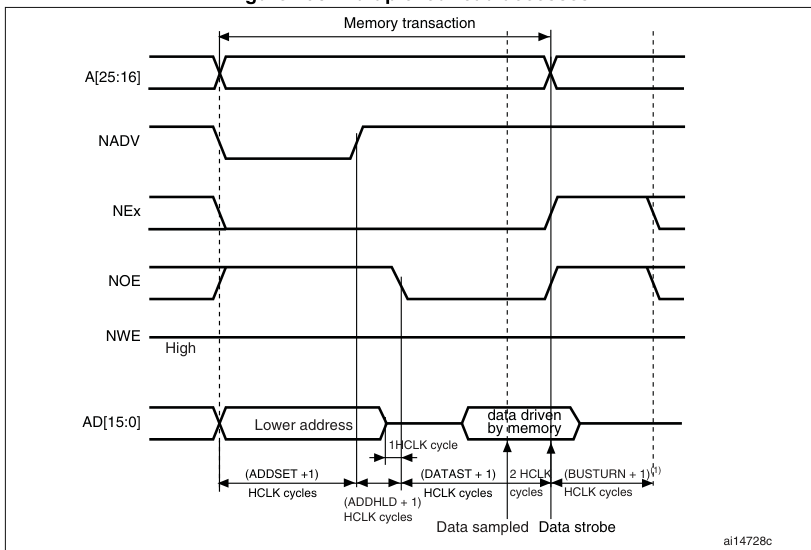 Memory transaction
A[25:16]
NADV
NEx
NOE
NWE
High
AD[15:0]
Lower address
data driven
by memory
1HCLK cycle
(ADDSET +1)
HCLK cycles
(ADDHLD + 1)
HCLK cycles
(DATAST + 1)
HCLK cycles
2 HCLK
cycles
(BUSTURN + 1)(1)
HCLK cycles
Data sampled
Data strobe
ai14728c